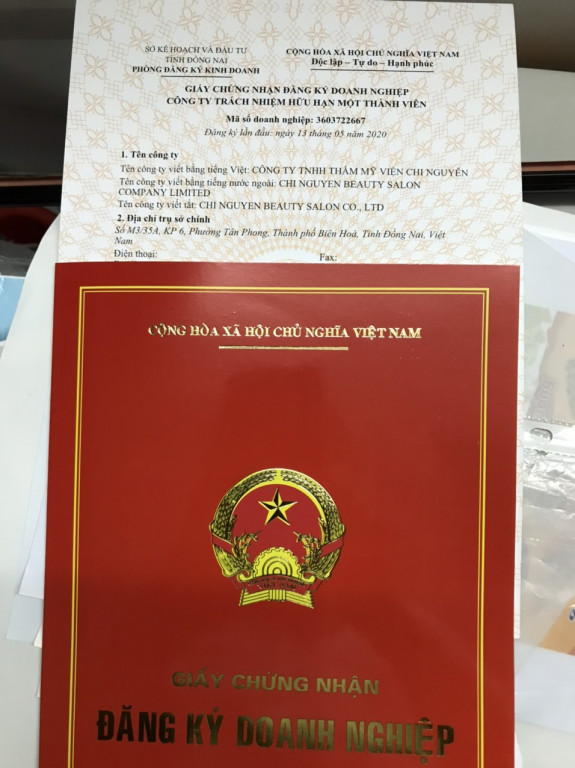 SỞ KẾ HOẠCH VÀ ĐẦU TƯ
TỈNH ĐỒNG NAI
PHÒNG ĐĂNG KÝ KINH DOANH
CỘNG HÒA XÃ HỘI CHỦ NGHĨA VIỆT NAM
Độc lập – Tự do – Hạnh phúc
GIẤY CHỨNG NHẬN ĐĂNG KÝ DOANH NGHIỆP
CÔNG TY TRÁCH NHIỆM HỮU HẠN MỘT THÀNH VIÊN
Mã số doanh nghiệp: 3603722667
Đăng ký lần đầu: ngày 13 tháng 05 năm 2020
1. Tên công ty
Tên công ty viết bằng tiếng Việt: CÔNG TY TNHH THẨM MỸ VIỆN CHI NGUYỄN
Tên công ty viết bằng tiếng nước ngoài: CHI NGUYEN BEAUTY SALON
COMPANY LIMITED
Tên công ty viết tắt: CHI NGUYEN BEAUTY SALON CO., LTD
2. Địa chỉ trụ sở chính
Số M3/35A, KP 6, Phường Tân Phong, Thành phố Biên Hoà, Tỉnh Đồng Nai, Việt
Nam
Điện thoại: Fax:
CỘNG HÒA XÃ HỘI CHỦ NGHĨA VIỆT NAM
VIỆT NAM
GIẤY CHỨNG NHẬN
ĐĂNG KÝ DOANH NGHIỆP